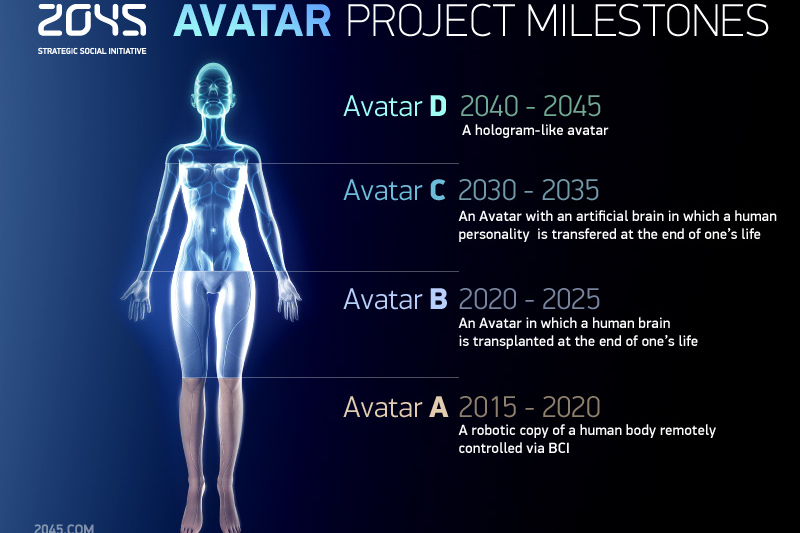 2045
STRATEGIC SOCIAL INITIATIVE
AVATAR PROJECT MILESTONES
Avatar D 2040 - 2045
A hologram-like avatar
Avatar C 2030 - 2035
An Avatar with an artificial brain in which a human
personality is transfered at the end of one's life
Avatar B 2020 - 2025
An Avatar in which a human brain
is transplanted at the end of one's life
Avatar A 2015 - 2020
A robotic copy of a human body remotely
controlled via BCI
2045.COM